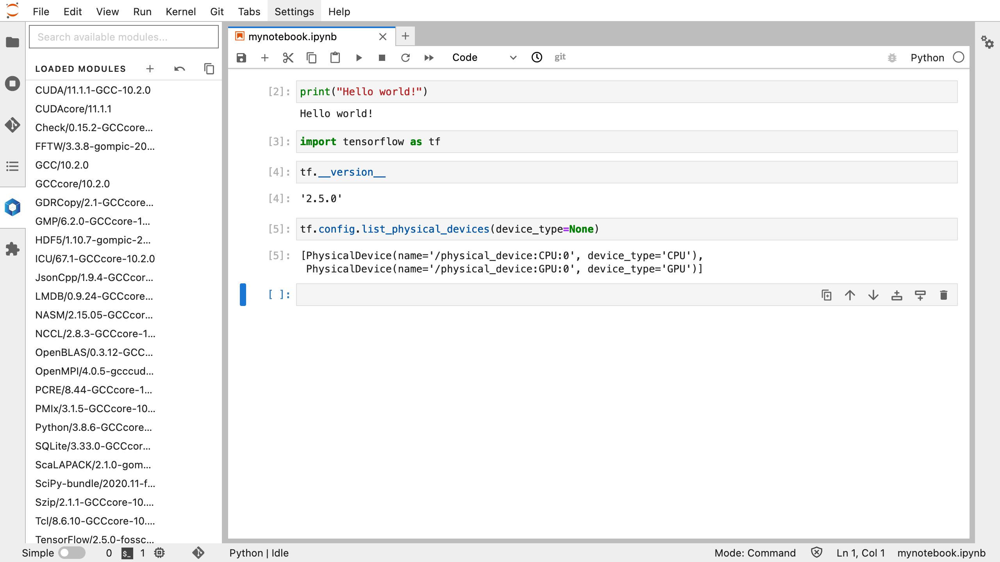 File Edit View Run Kernel Git Tabs Settings Help
Search available modules...
LOADED MODULES
CUDA/11.1.1-GCC-10.2.0
CUDAcore/11.1.1
Check/0.15.2-GCCcore...
FFTW/3.3.8-gompic-20...
GCC/10.2.0
GCCcore/10.2.0
GDRCopy/2.1-GCCcore...
GMP/6.2.0-GCCcore-1...
HDF5/1.10.7-gompic-2...
ICU/67.1-GCCcore-10.2.0
JsonCpp/1.9.4-GCCcor...
LMDB/0.9.24-GCCcore...
NASM/2.15.05-GCCcor...
NCCL/2.8.3-GCCcore-1...
OpenBLAS/0.3.12-GCC...
OpenMPI/4.0.5-gcccud...
PCRE/8.44-GCCcore-1...
PMIx/3.1.5-GCCcore-10...
Python/3.8.6-GCCcore...
SQLite/3.33.0-GCCcor...
ScaLAPACK/2.1.0-gom...
SciPy-bundle/2020.11-f...
Szip/2.1.1-GCCcore-10....
Tcl/8.6.10-GCCcore-10....
TensorFlow/2.5.0-fossc...
mynotebook.ipynb
Code git Python
[2]: print("Hello world!")
Hello world!
[3]: import tensorflow as tf
[4]: tf.__version__
[4]: '2.5.0'
[5]: tf.config.list_physical_devices(device_type=None)
[5]: [PhysicalDevice(name='/physical_device:CPU:0', device_type='CPU'),
PhysicalDevice(name='/physical_device:GPU:0', device_type='GPU')]
[ ]:
Simple 0 $_ 1 Python | Idle Mode: Command Ln 1, Col 1 mynotebook.ipynb